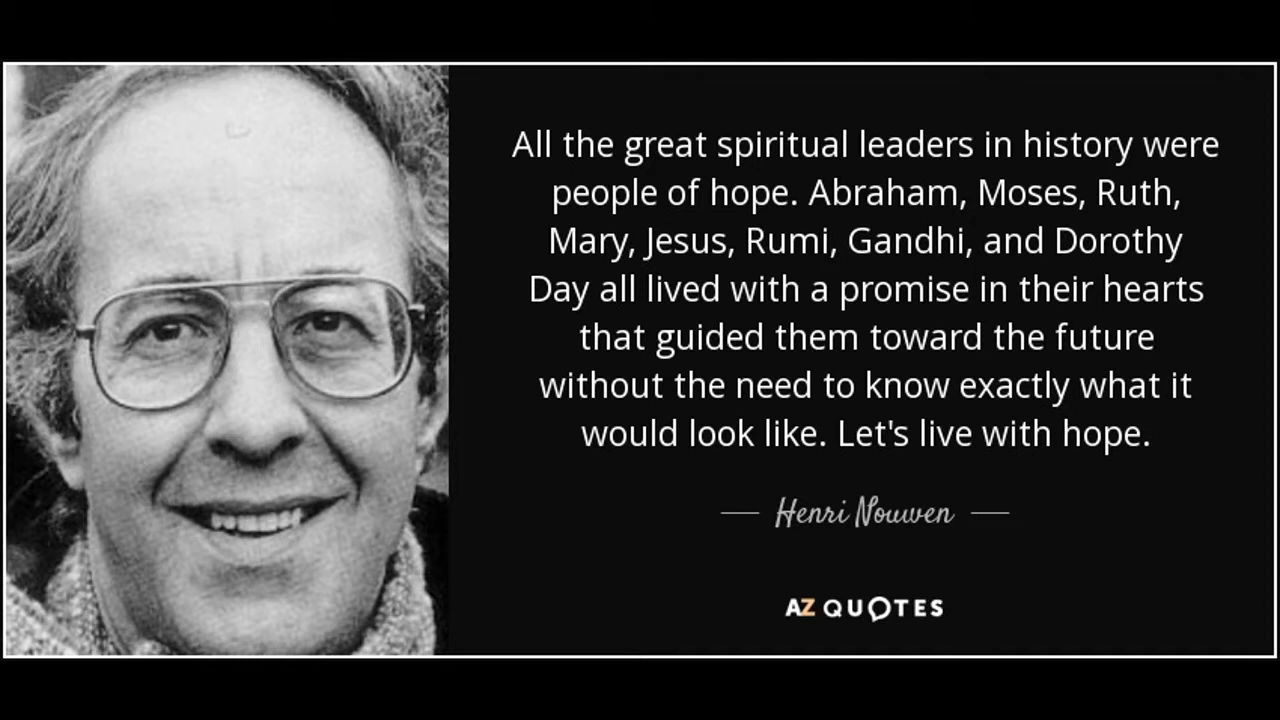 All the great spiritual leaders in history were
people of hope. Abraham, Moses, Ruth,
Mary, Jesus, Rumi, Gandhi, and Dorothy
Day all lived with a promise in their hearts
that guided them toward the future
without the need to know exactly what it
would look like. Let's live with hope.
Henri Nouwen
AZ QUOTES